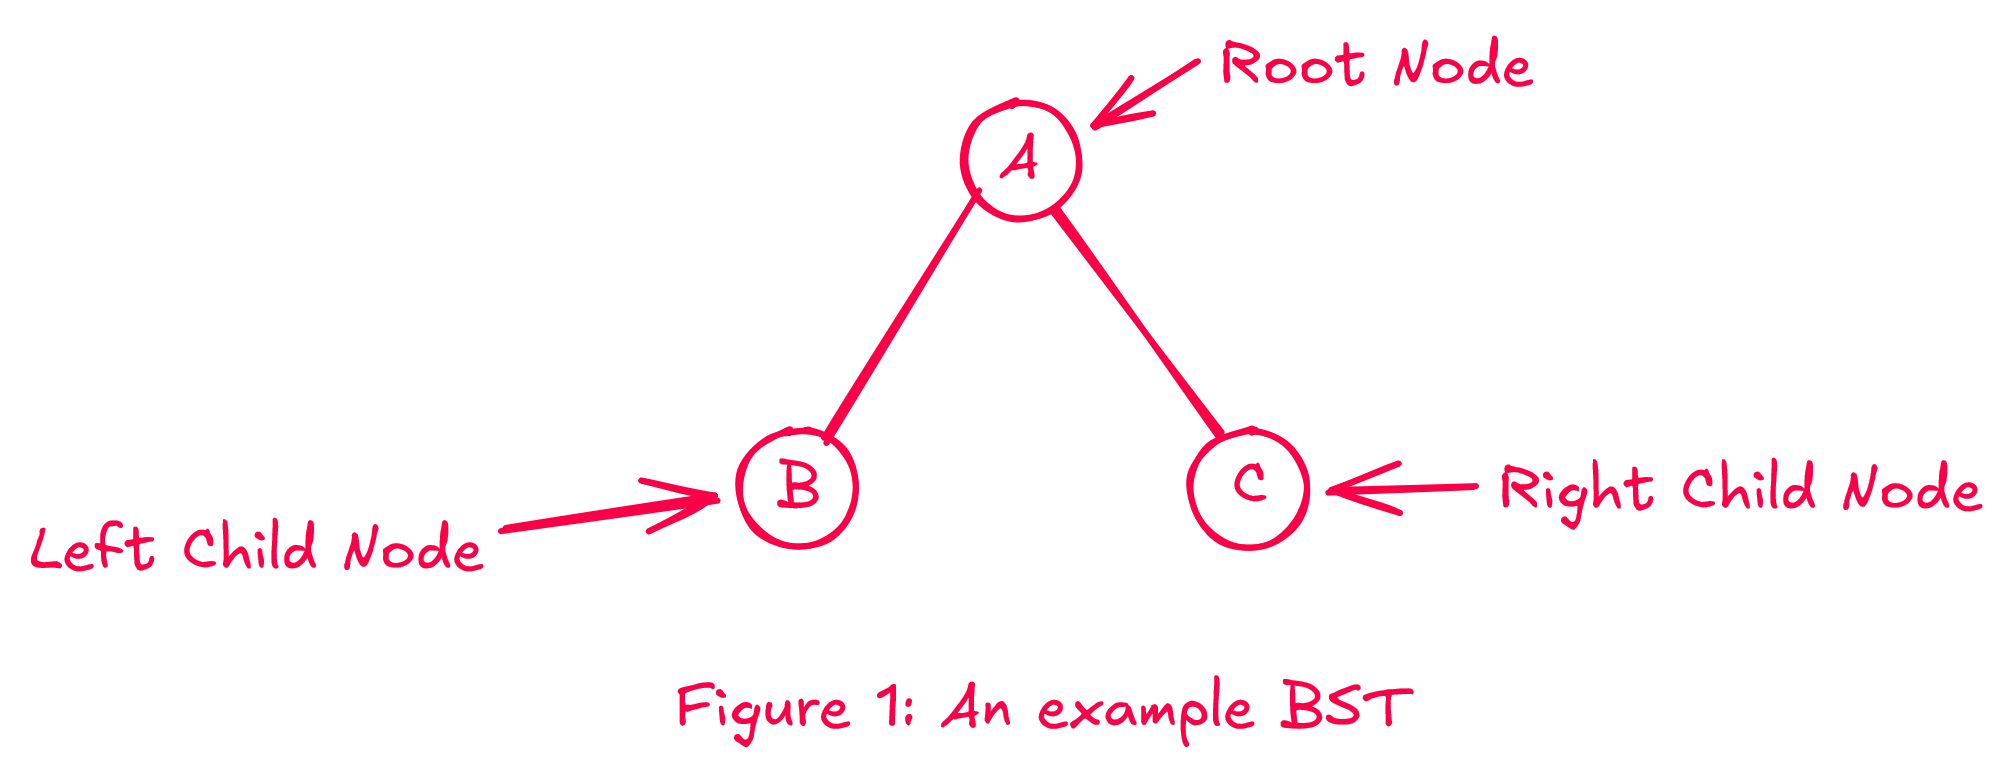 Root Node
A
B
C
Right Child Node
Left Child Node
Figure 1: An example BST